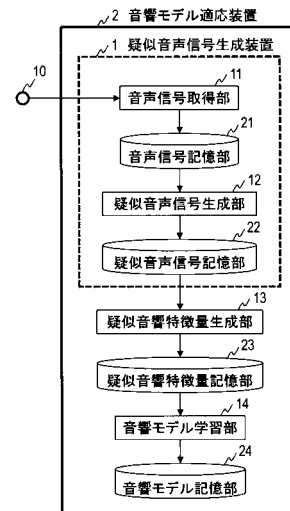 2 音響モデル適応装置
1 疑似音声信号生成装置
10
11
音声信号取得部
21
音声信号記憶部
12
疑似音声信号生成部
22
疑似音声信号記憶部
13
疑似音響特徴量生成部
23
疑似音響特徴量記憶部
14
音響モデル学習部
24
音響モデル記憶部